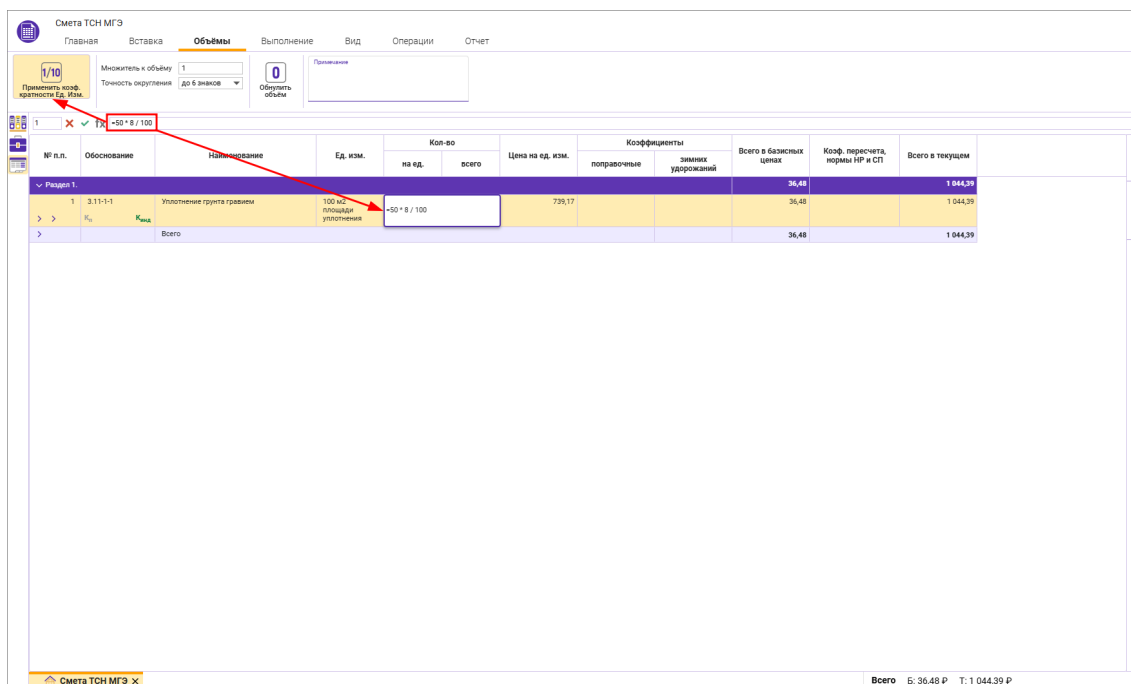 Смета ТСН МГЭ
Главная Вставка Объёмы Выполнение Вид Операции Отчет
1/10
Применить коэф.
кратности Ед. Изм.
Множитель к объёму 1
Точность округления до 6 знаков
0
Обнулить
объём
Примечание
1 fx =50 * 8 / 100
№ п.п. Обоснование Наименование Ед. изм. Кол-во Цена на ед. изм. Коэффициенты Всего в базисных ценах Коэф. пересчета, нормы НР и СП Всего в текущем
на ед. всего поправочные зимних удорожаний
Раздел 1. 36,48 1 044,39
1 3.11-1-1 Уплотнение грунта гравием 100 м2 площади уплотнения =50 * 8 / 100 739,17 36,48 1 044,39
Кп Кинд
Всего 36,48 1 044,39
Смета ТСН МГЭ
Всего Б: 36,48 ₽ Т: 1 044,39 ₽